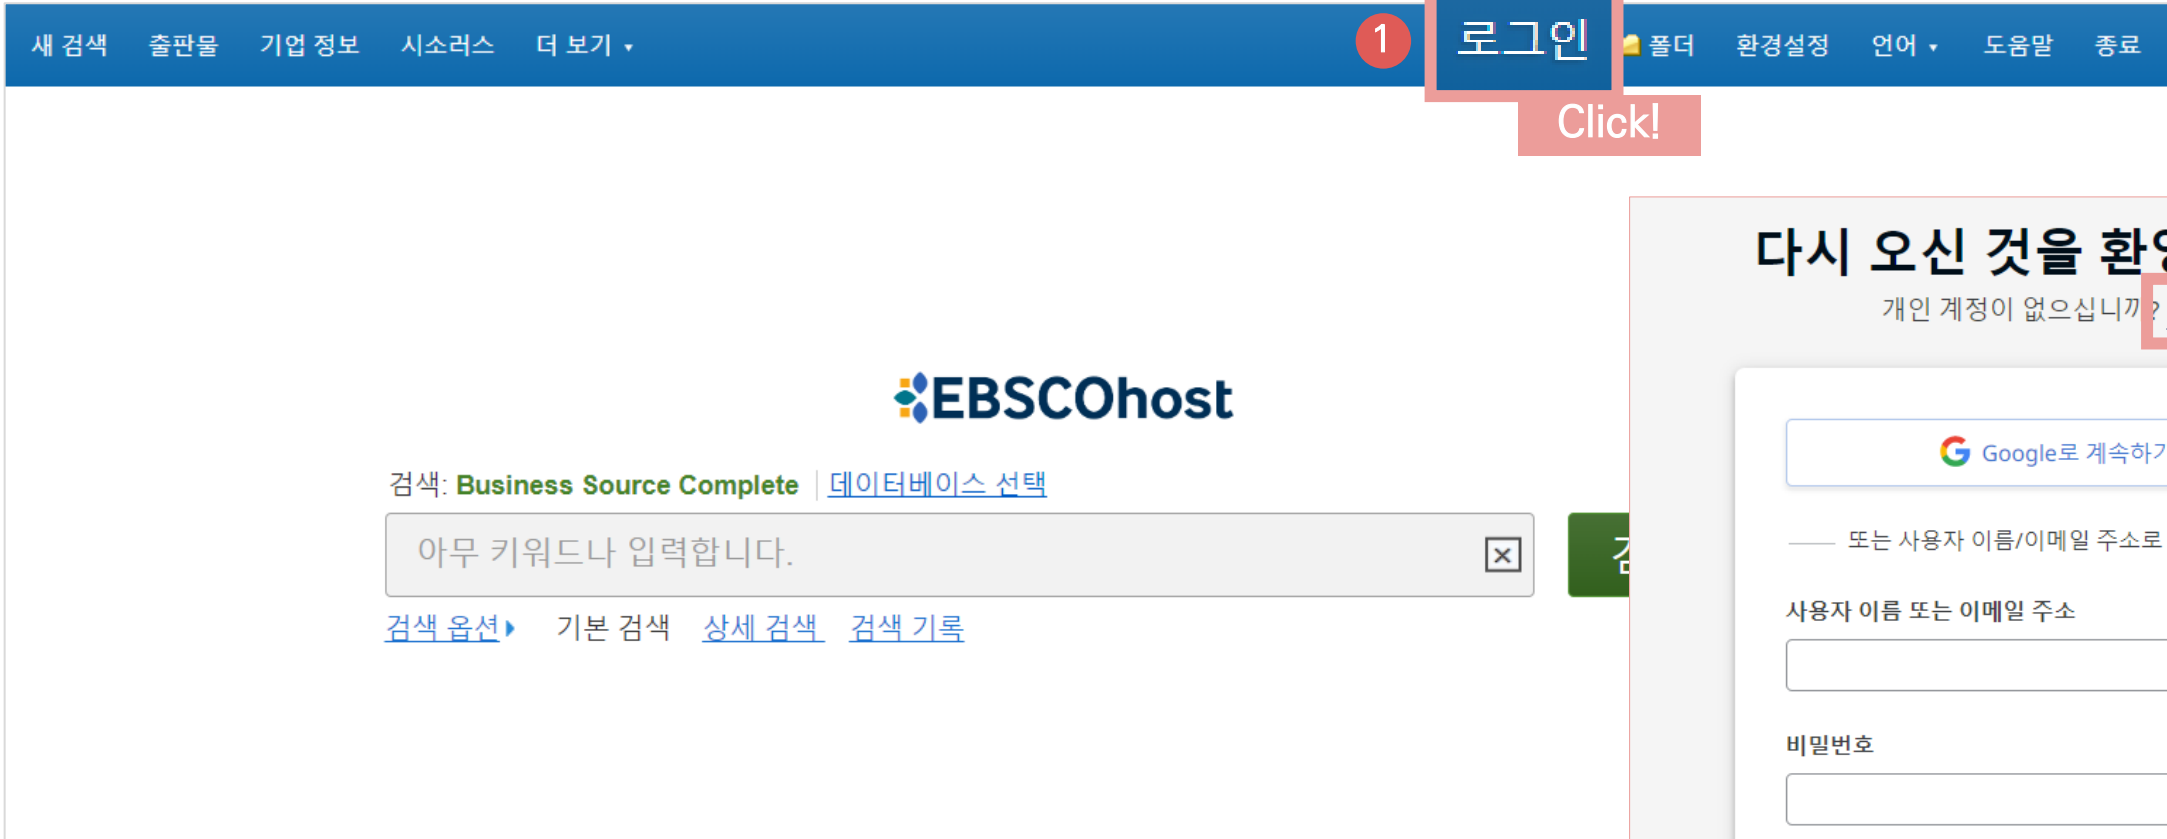 새 검색 출판물 기업 정보 시소러스 더 보기 1 로그인 폴더 환경설정 언어 도움말 종료
Click!
다시 오신 것을
개인 계정이 없으십니까?
EBSCOhost
Google로 계속하기
검색: Business Source Complete 데이터베이스 선택
아무 키워드나 입력합니다.
또는 사용자 이름/이메일 주소로
검색 옵션 기본 검색 상세 검색 검색 기록
사용자 이름 또는 이메일 주소
비밀번호